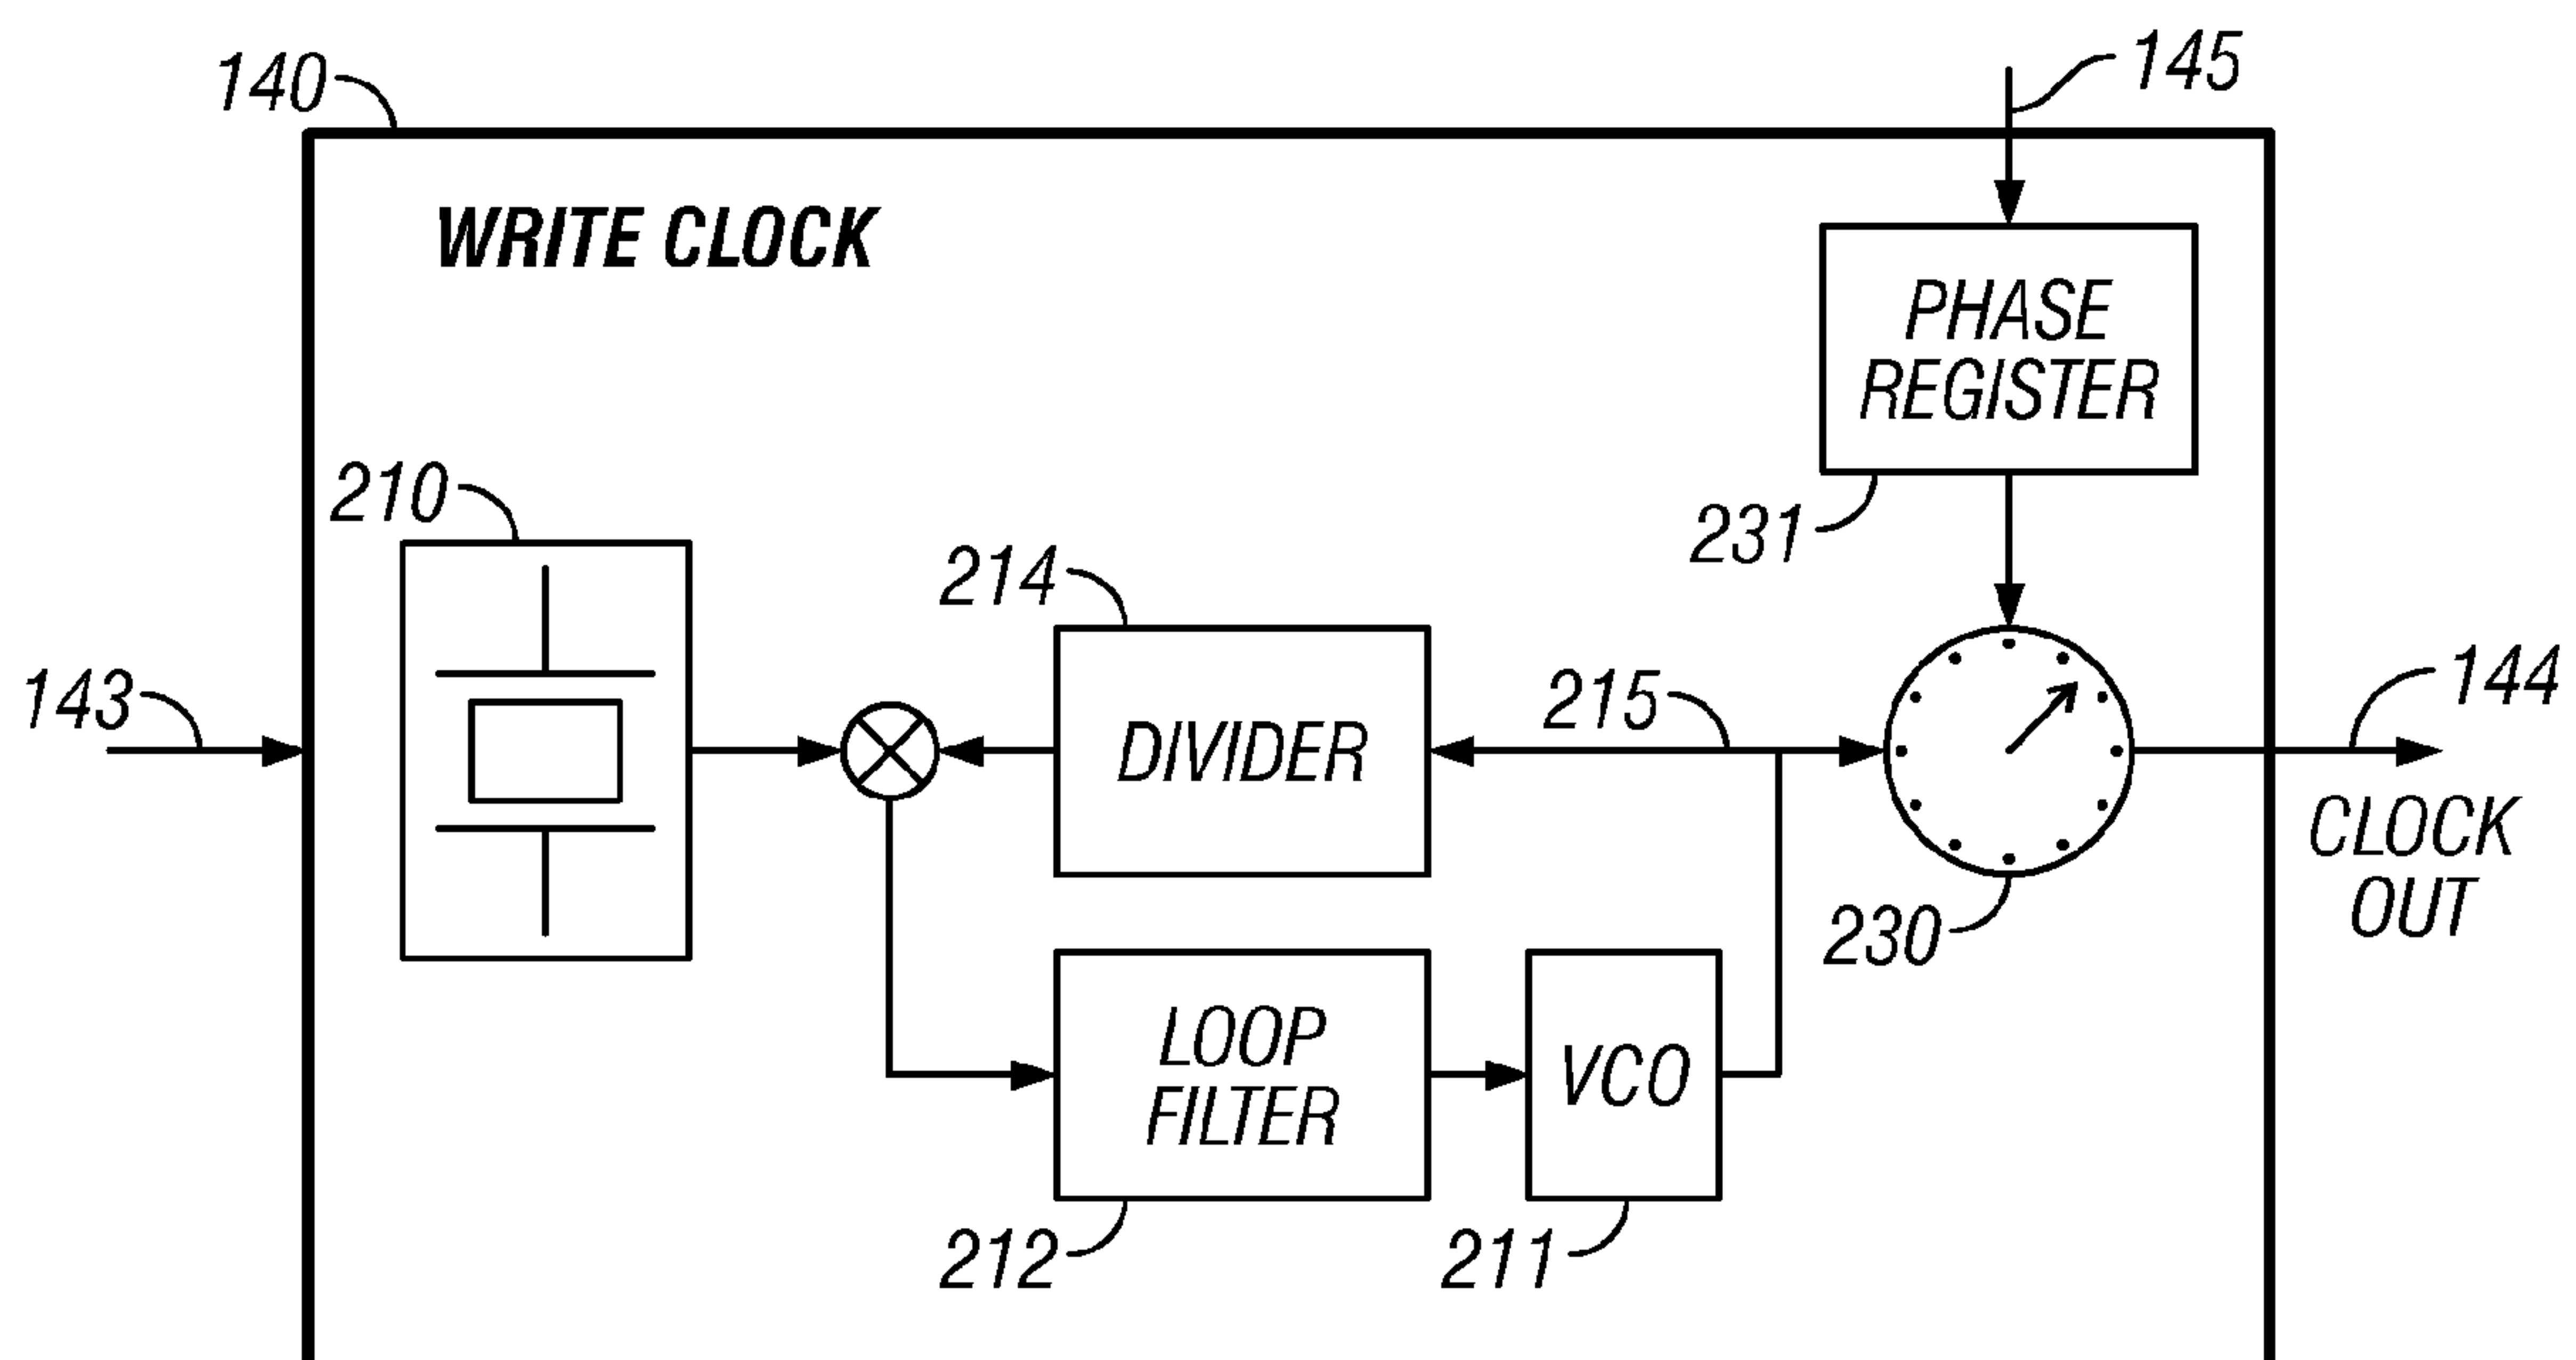 140
145
WRITE CLOCK
PHASE
REGISTER
210
231
214
143
215
144
DIVIDER
CLOCK
OUT
230
LOOP
FILTER
VCO
212
211